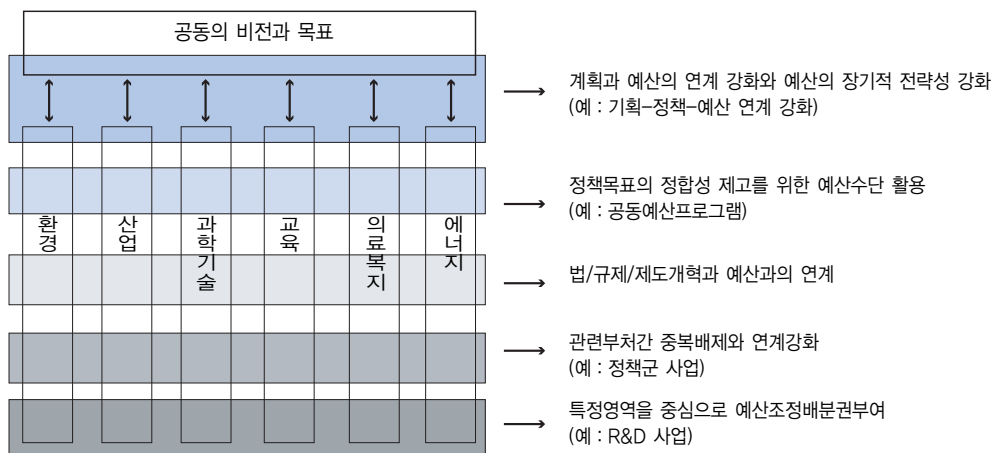 공동의 비전과 목표
계획과 예산의 연계 강화와 예산의 장기적 전략성 강화
(예 : 기획-정책-예산 연계 강화)
정책목표의 정합성 제고를 위한 예산수단 활용
(예 : 공동예산프로그램)
환경
산업
과학기술
교육
의료복지
에너지
법/규제/제도개혁과 예산과의 연계
관련부처간 중복배제와 연계강화
(예 : 정책군 사업)
특정영역을 중심으로 예산조정배분권부여
(예 : R&D 사업)